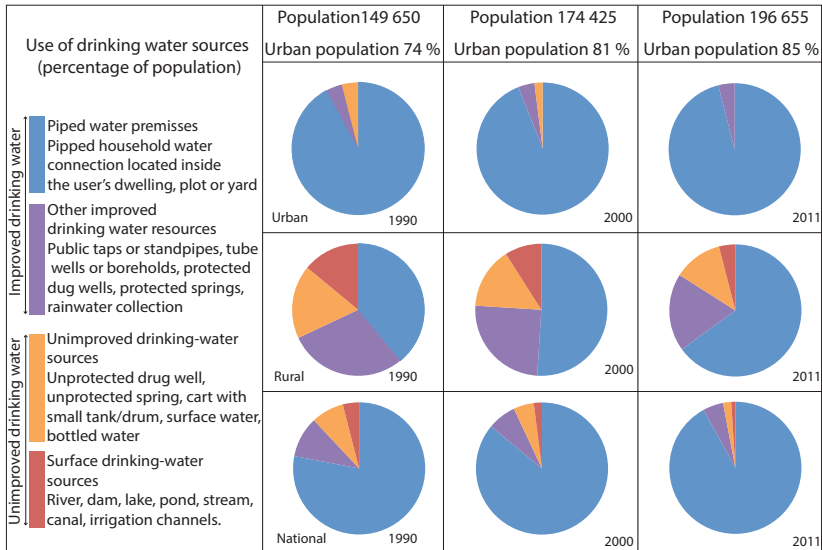 Use of drinking water sources
(percentage of population)
Population149 650
Urban population 74 %
Population 174 425
Urban population 81 %
Population 196 655
Urban population 85 %
Improved drinking water
Piped water premisses
Pipped household water
connection located inside
the user's dwelling, plot or yard
Other improved
drinking water resources
Public taps or standpipes, tube
wells or boreholds, protected
dug wells, protected springs,
rainwater collection
Unimproved drinking water
Unimproved drinking-water
sources
Unprotected drug well,
unprotected spring, cart with
small tank/drum, surface water,
bottled water
Surface drinking-water
sources
River, dam, lake, pond, stream,
canal, irrigation channels.
Urban
1990
2000
2011
Rural
1990
2000
2011
National
1990
2000
2011